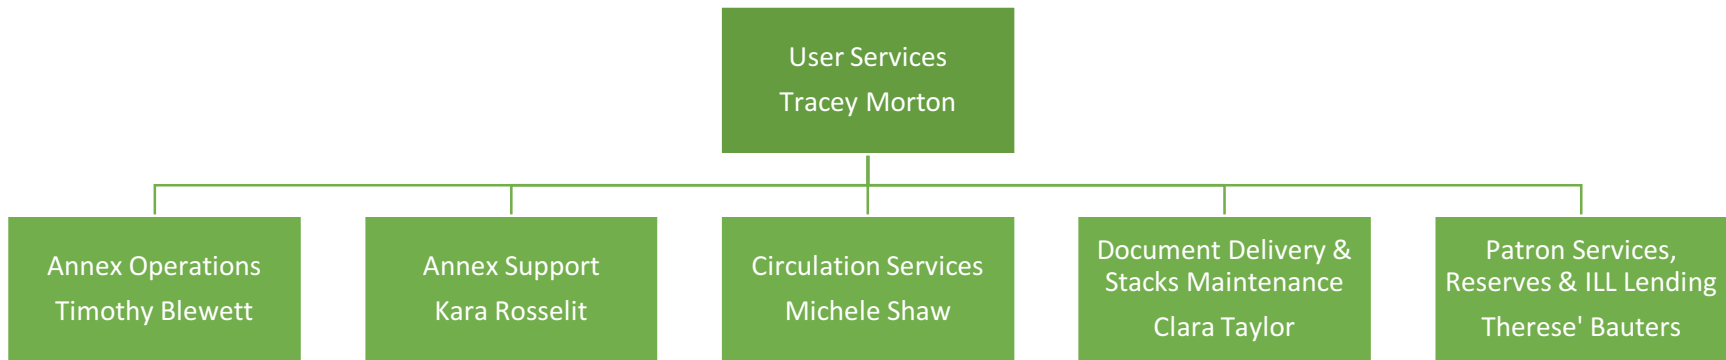 User Services
Tracey Morton
Annex Operations
Timothy Blewett
Annex Support
Kara Rosselit
Circulation Services
Michele Shaw
Document Delivery &
Stacks Maintenance
Clara Taylor
Patron Services,
Reserves & ILL Lending
Therese' Bauters